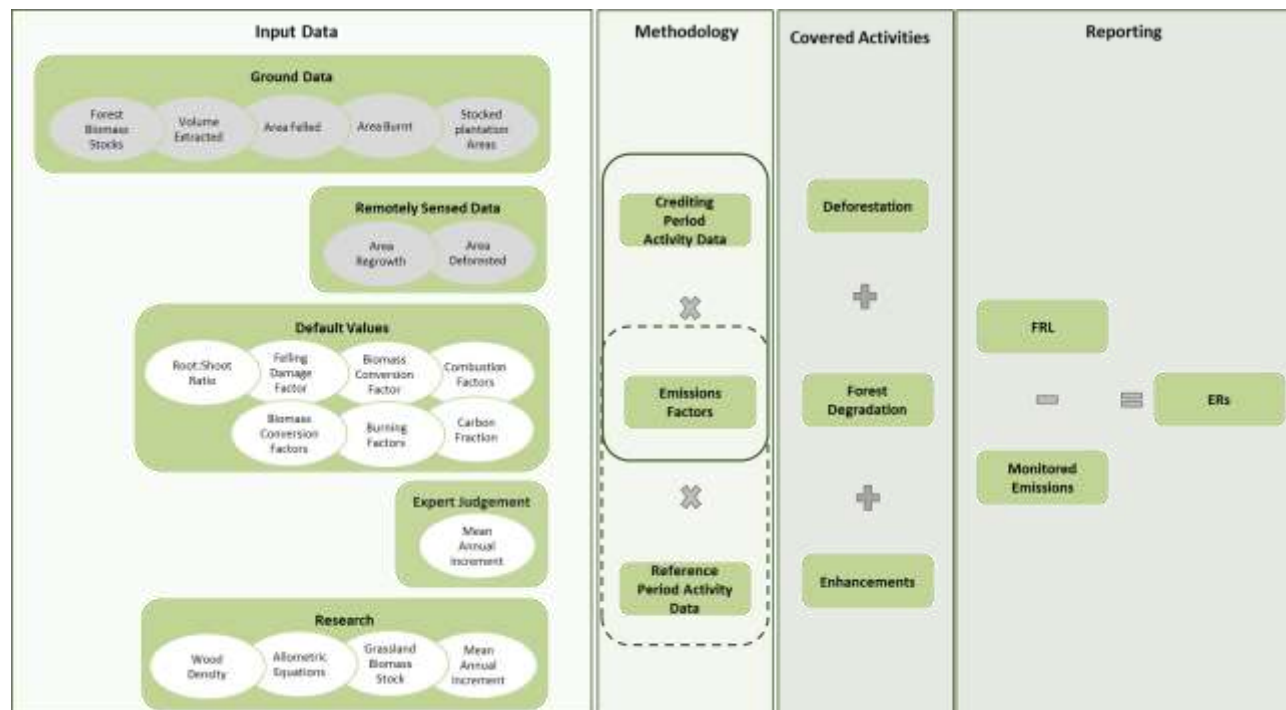 Input Data
Methodology
Covered Activities
Reporting
Ground Data
Forest
Biomass
Stocks
Volume
Extracted
Area Felled
Area Burnt
Stocked
plantation
Areas
Remotely Sensed Data
Area
Regrowth
Area
Deforested
Default Values
Root:Shoot
Ratio
Felling
Damage
Factor
Biomass
Conversion
Factor
Combustion
Factors
Biomass
Conversion
Factors
Burning
Factors
Carbon
Fraction
Expert Judgement
Mean
Annual
Increment
Research
Wood
Density
Allometric
Equations
Grassland
Biomass
Stock
Mean
Annual
Increment
Crediting
Period
Activity Data
Emissions
Factors
Reference
Period Activity
Data
Deforestation
Forest
Degradation
Enhancements
FRL
Monitored
Emissions
ERs